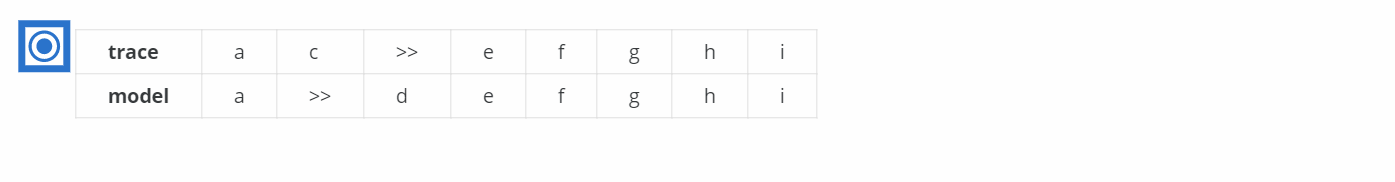 trace a c >> e f g h i
model a >> d e f g h i